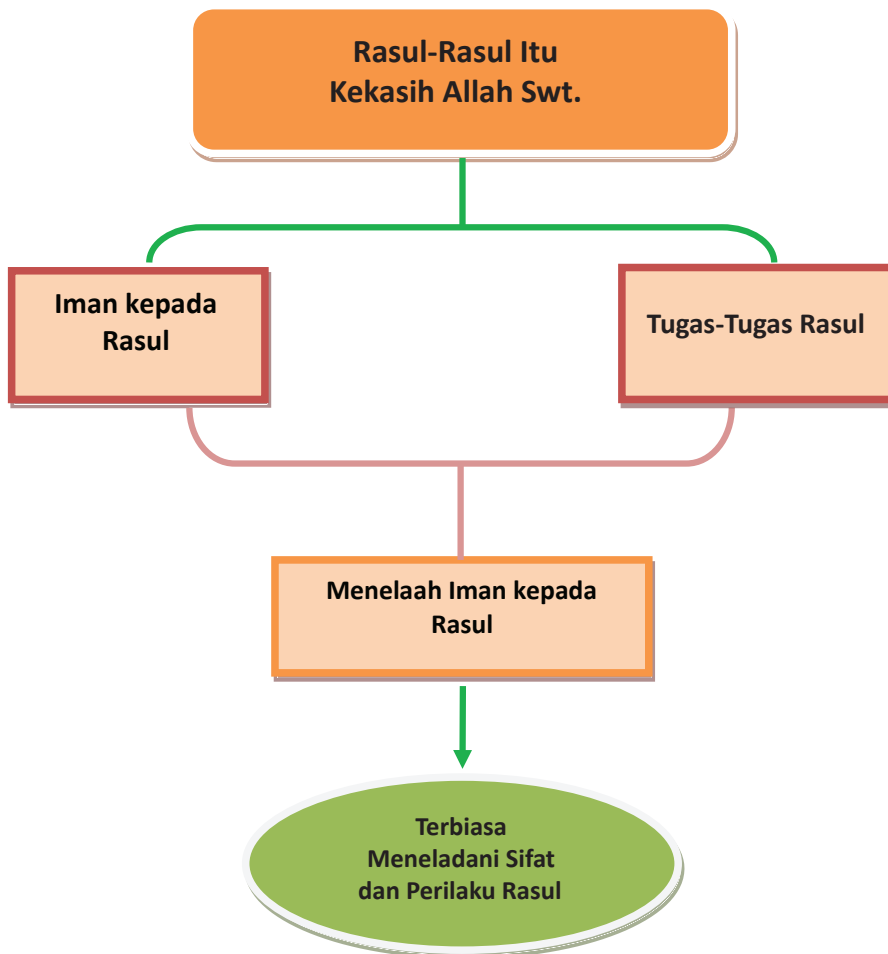 Rasul-Rasul Itu
Kekasih Allah Swt.
Iman kepada
Rasul
Tugas-Tugas Rasul
Menelaah Iman kepada
Rasul
Terbiasa
Meneladani Sifat
dan Perilaku Rasul